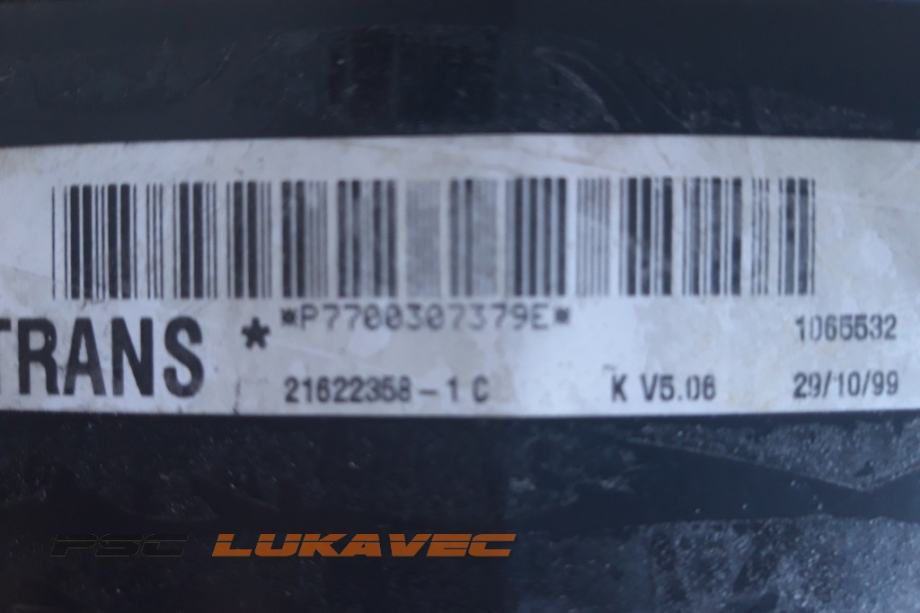 *P7700307379E*
TRANS * 1065532
21622358-1 C K V5.06 29/10/99
PSC LUKAVEC